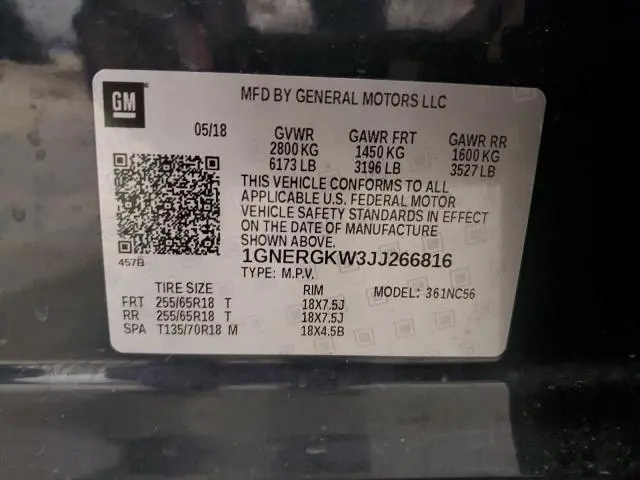 GM
MFD BY GENERAL MOTORS LLC
05/18 GVWR GAWR FRT GAWR RR
2800 KG 1450 KG 1600 KG
6173 LB 3196 LB 3527 LB
THIS VEHICLE CONFORMS TO ALL
APPLICABLE U.S. FEDERAL MOTOR
VEHICLE SAFETY STANDARDS IN EFFECT
ON THE DATE OF MANUFACTURE
SHOWN ABOVE.
457B
1GNERGKW3JJ266816
TYPE: M.P.V.
TIRE SIZE RIM MODEL: 361NC56
FRT 255/65R18 T 18X7.5J
RR 255/65R18 T 18X7.5J
SPA T135/70R18 M 18X4.5B